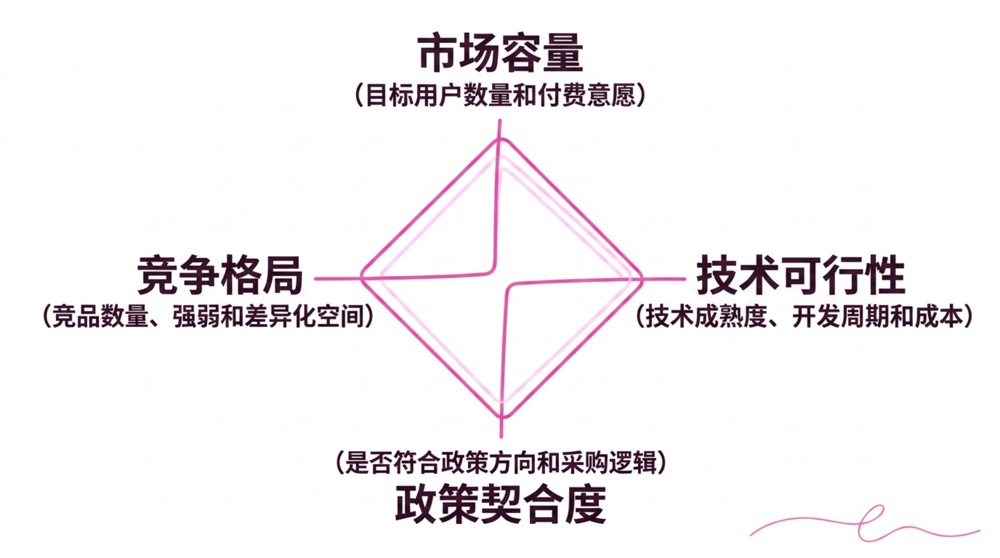 市场容量
（目标用户数量和付费意愿）
竞争格局
（竞品数量、强弱和差异化空间）
技术可行性
（技术成熟度、开发周期和成本）
（是否符合政策方向和采购逻辑）
政策契合度